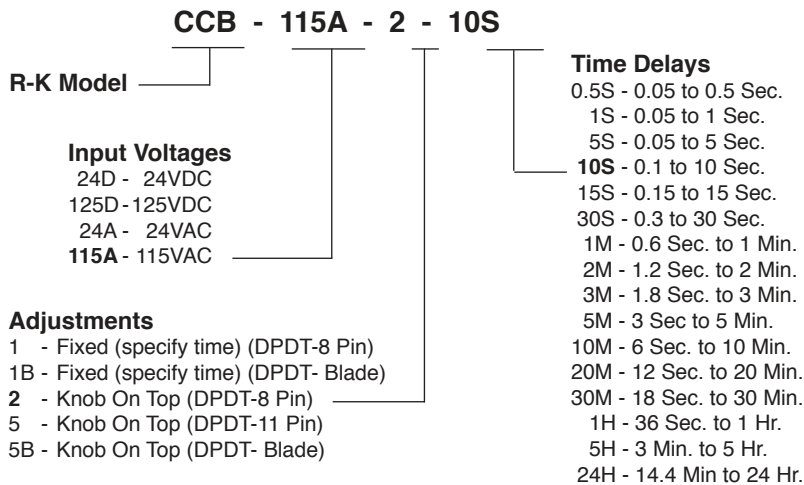 CCB - 115A - 2 - 10S
R-K Model
Input Voltages
24D - 24VDC
125D - 125VDC
24A - 24VAC
115A - 115VAC
Adjustments
1 - Fixed (specify time) (DPDT-8 Pin)
1B - Fixed (specify time) (DPDT- Blade)
2 - Knob On Top (DPDT-8 Pin)
5 - Knob On Top (DPDT-11 Pin)
5B - Knob On Top (DPDT- Blade)
Time Delays
0.5S - 0.05 to 0.5 Sec.
1S - 0.05 to 1 Sec.
5S - 0.05 to 5 Sec.
10S - 0.1 to 10 Sec.
15S - 0.15 to 15 Sec.
30S - 0.3 to 30 Sec.
1M - 0.6 Sec. to 1 Min.
2M - 1.2 Sec. to 2 Min.
3M - 1.8 Sec. to 3 Min.
5M - 3 Sec to 5 Min.
10M - 6 Sec. to 10 Min.
20M - 12 Sec. to 20 Min.
30M - 18 Sec. to 30 Min.
1H - 36 Sec. to 1 Hr.
5H - 3 Min. to 5 Hr.
24H - 14.4 Min to 24 Hr.